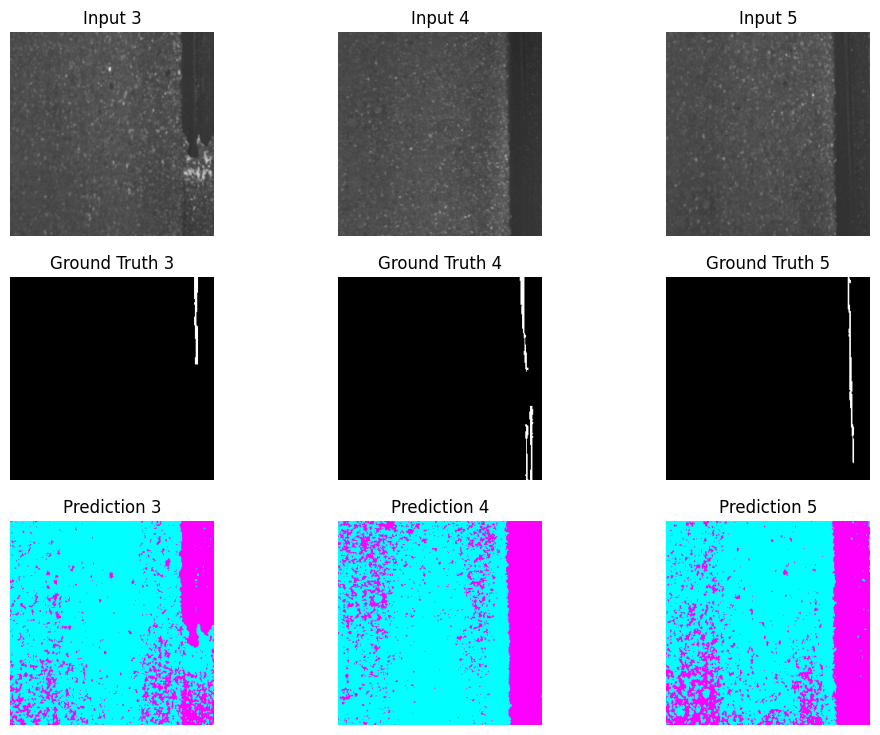 Input 3
Input 4
Input 5
Ground Truth 3
Ground Truth 4
Ground Truth 5
Prediction 3
Prediction 4
Prediction 5